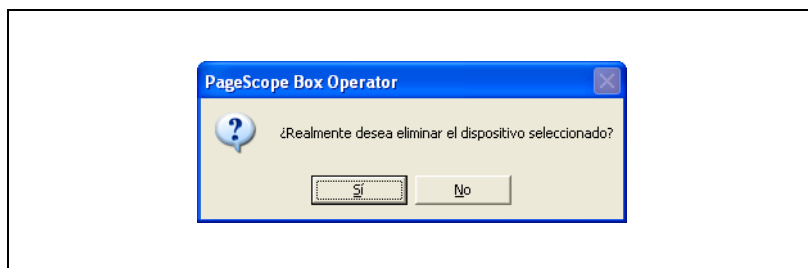 PageScope Box Operator
¿Realmente desea eliminar el dispositivo seleccionado?
Sí
No